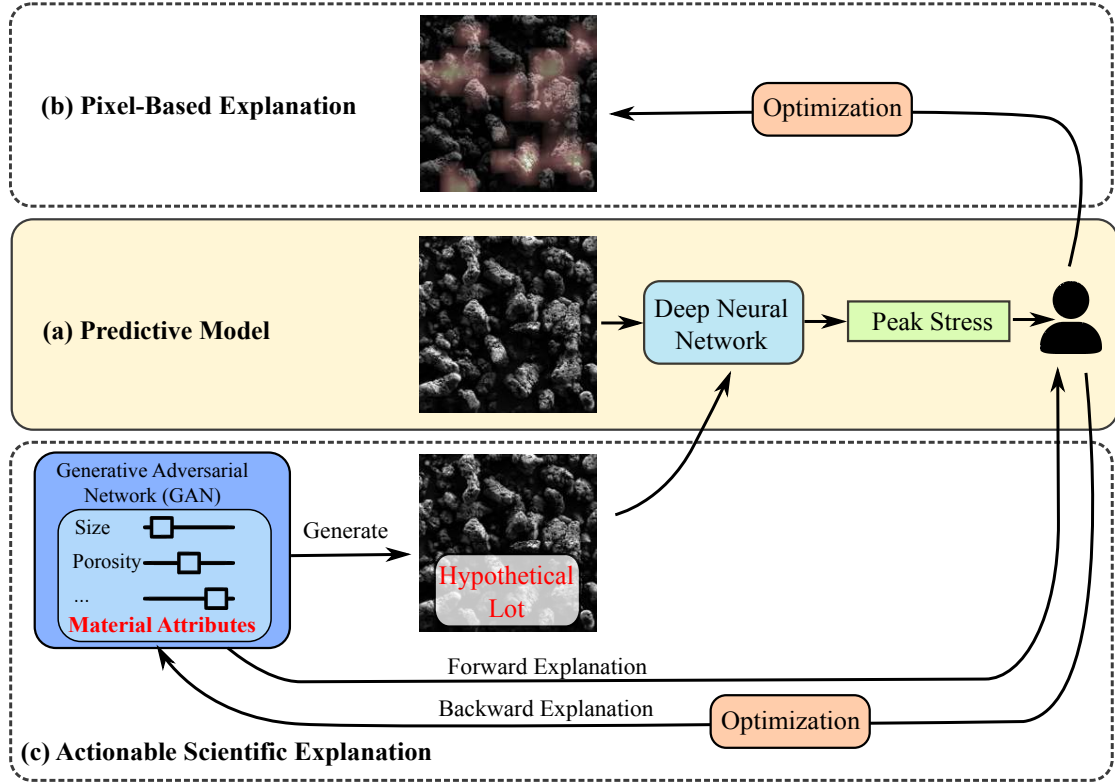 (b) Pixel-Based Explanation
Optimization
(a) Predictive Model
Deep Neural
Network
Peak Stress
Generative Adversarial
Network (GAN)
Size
Porosity
...
Material Attributes
Generate
Hypothetical
Lot
Forward Explanation
Backward Explanation
Optimization
(c) Actionable Scientific Explanation